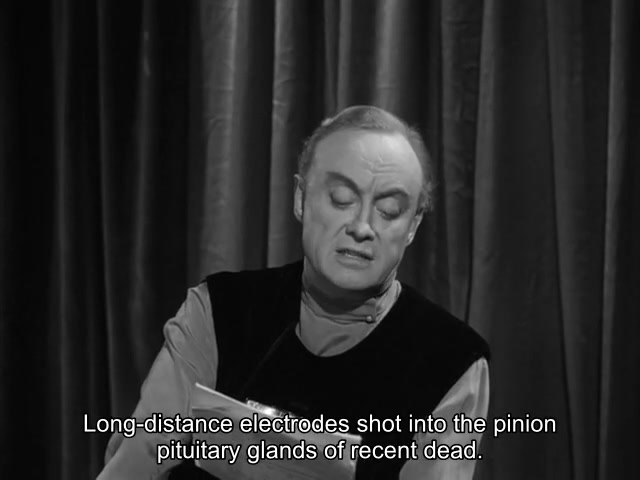 Long-distance electrodes shot into the pinion
pituitary glands of recent dead.